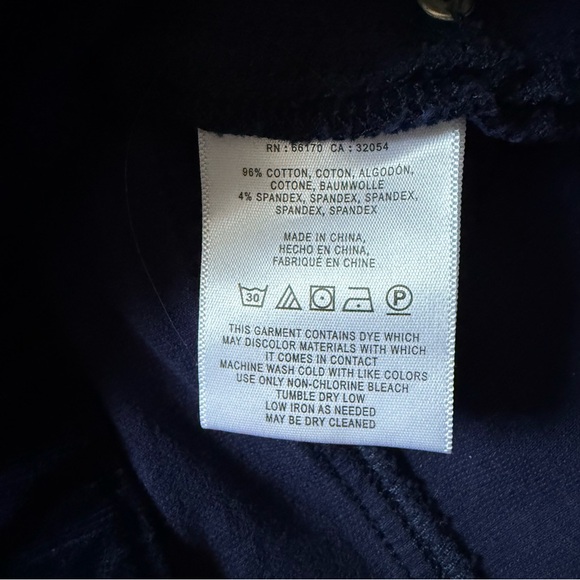 RN : 66170 CA : 32054
96% COTTON, COTON, ALGODÓN,
COTONE, BAUMWOLLE
4% SPANDEX, SPANDEX, SPANDEX,
SPANDEX, SPANDEX
MADE IN CHINA,
HECHO EN CHINA,
FABRIQUÉ EN CHINE
30 P
THIS GARMENT CONTAINS DYE WHICH
MAY DISCOLOR MATERIALS WITH WHICH
IT COMES IN CONTACT
MACHINE WASH COLD WITH LIKE COLORS
USE ONLY NON-CHLORINE BLEACH
TUMBLE DRY LOW
LOW IRON AS NEEDED
MAY BE DRY CLEANED